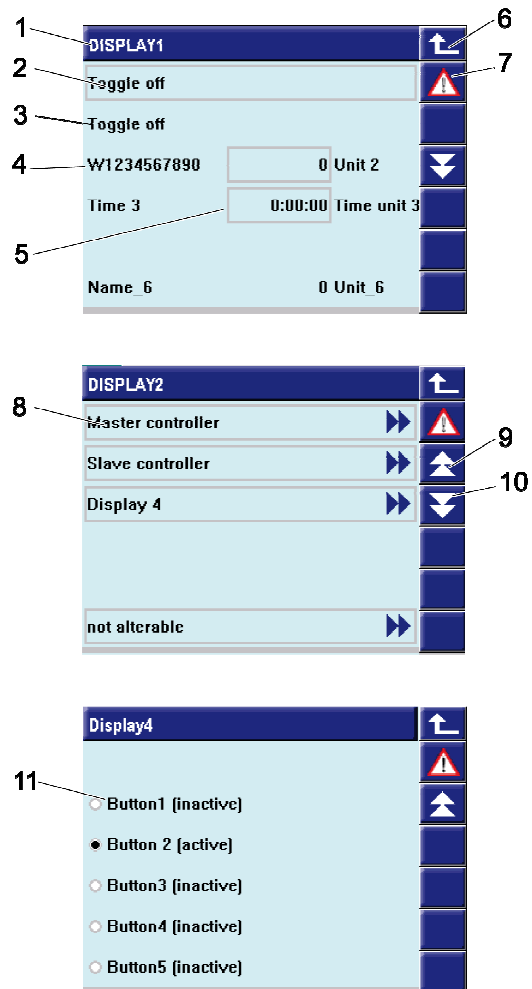 1 DISPLAY1 6
2 Toggle off 7
3 Toggle off
4 W1234567890 0 Unit 2
5 Time 3 0:00:00 Time unit 3
Name_6 0 Unit_6
DISPLAY2
8 Master controller
Slave controller 9
Display 4 10
not alterable
Display4
11 Button1 (inactive)
Button 2 (active)
Button3 (inactive)
Button4 (inactive)
Button5 (inactive)